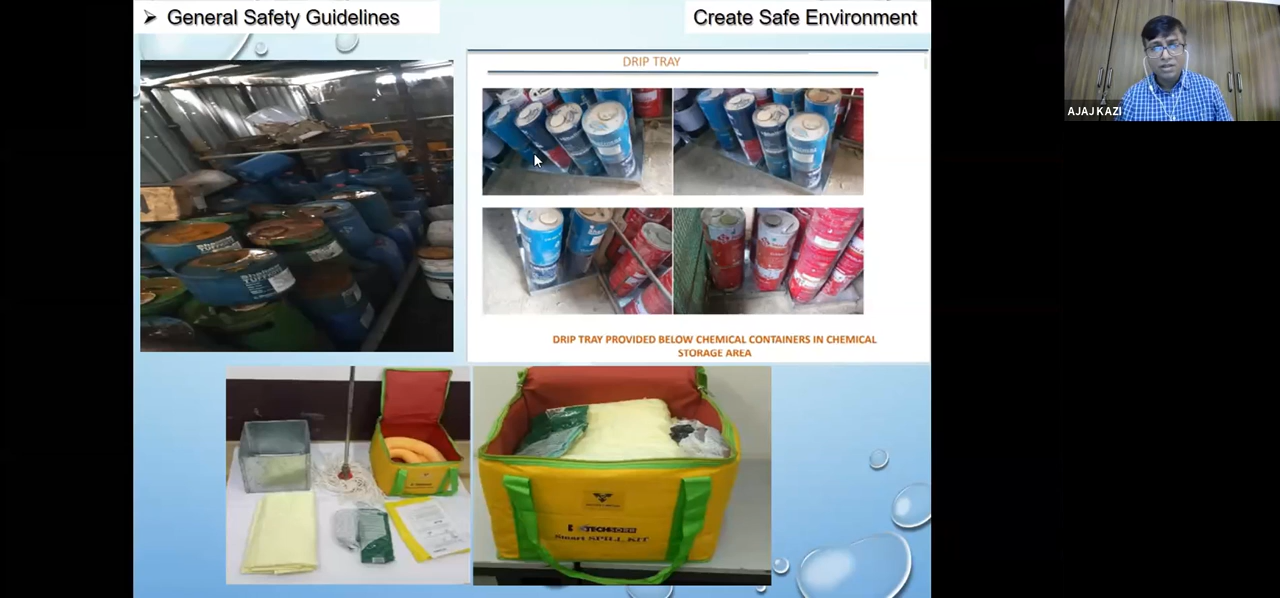 ➢ General Safety Guidelines
Create Safe Environment
DRIP TRAY
DRIP TRAY PROVIDED BELOW CHEMICAL CONTAINERS IN CHEMICAL
STORAGE AREA
AJAJ KAZI
TECHSORB
Smart SPILL KIT